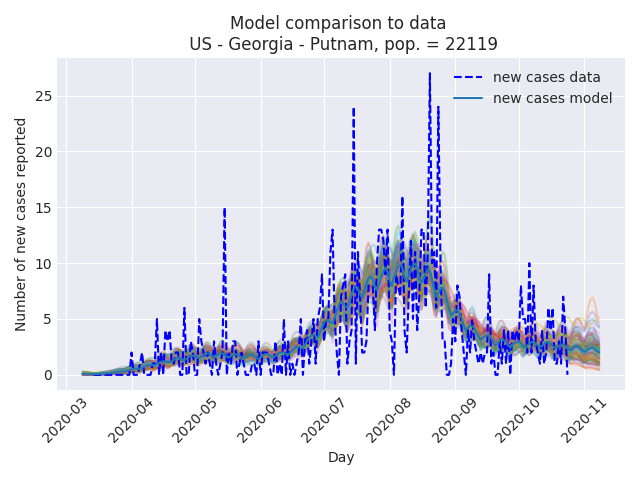 Model comparison to data
US - Georgia - Putnam, pop. = 22119
new cases data
new cases model
Number of new cases reported
25
20
15
10
5
0
2020-03
2020-04
2020-05
2020-06
2020-07
2020-08
2020-09
2020-10
2020-11
Day